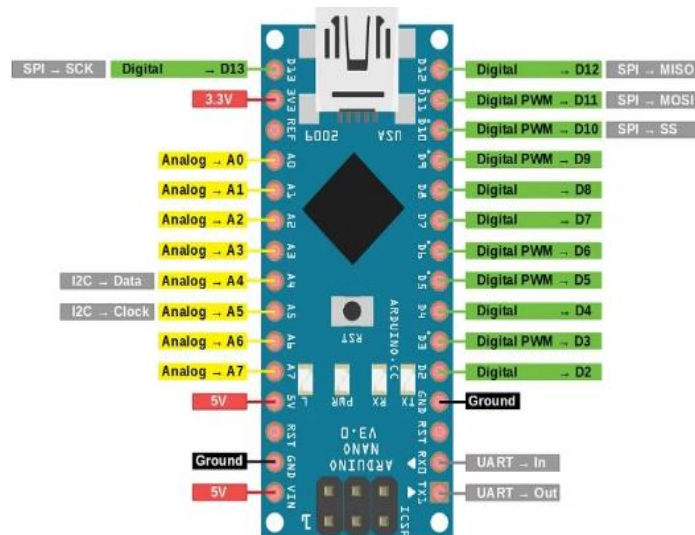 SPI → SCK Digital → D13 D13 D12 Digital → D12 SPI → MISO
3.3V 3V3 D11 Digital PWM → D11 SPI → MOSI
REF D10 Digital PWM → D10 SPI → SS
2009 USA
Analog → A0 A0 D9 Digital PWM → D9
Analog → A1 A1 D8 Digital → D8
Analog → A2 A2 D7 Digital → D7
Analog → A3 A3 D6 Digital PWM → D6
I2C → Data Analog → A4 A4 D5 Digital PWM → D5
I2C → Clock Analog → A5 A5 D4 Digital → D4
RST
ARDUINO.CC
Analog → A6 A6 D3 Digital PWM → D3
Analog → A7 A7 D2 Digital → D2
L PWR RX TX
5V 5V GND Ground
RST RST
Ground GND RX0 UART → In
5V VIN TX1 UART → Out
ARDUINO
NANO
V3.0
ICSP
1